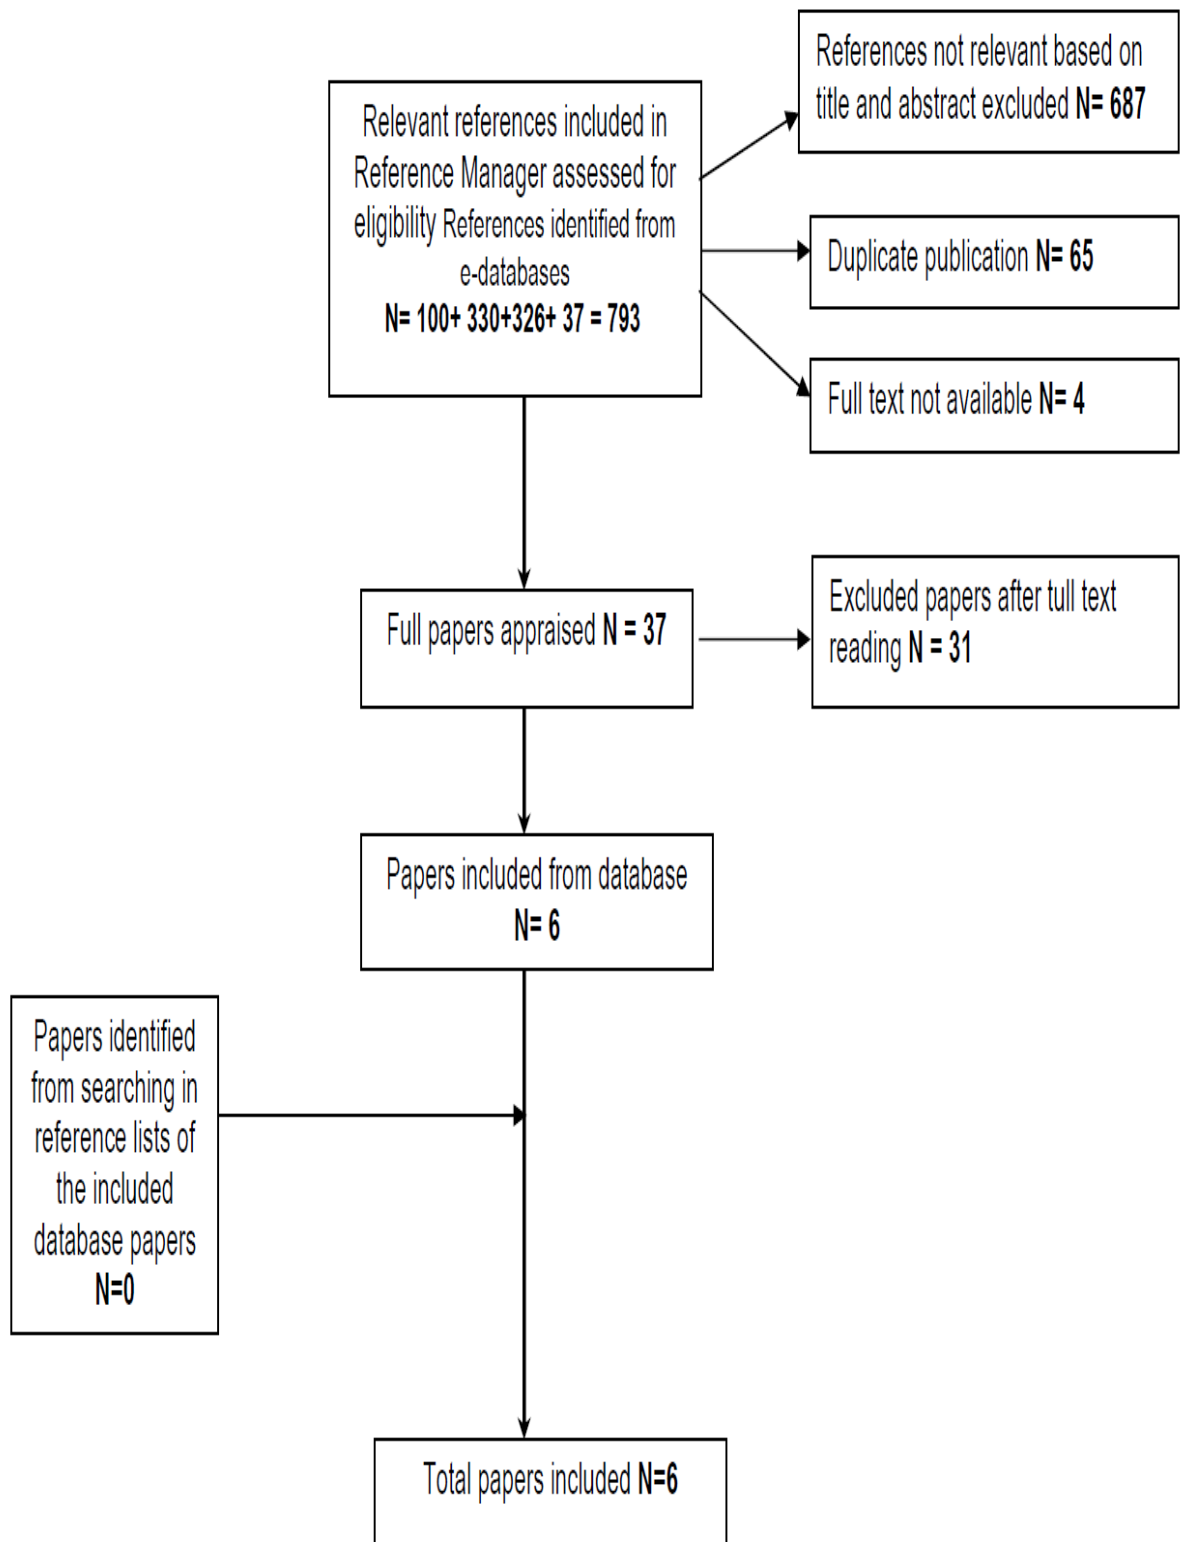 References not relevant based on
title and abstract excluded N= 687
Relevant references included in
Reference Manager assessed for
eligibility References identified from
e-databases
N= 100+ 330+326+ 37 = 793
Duplicate publication N= 65
Full text not available N= 4
Full papers appraised N = 37
Excluded papers after tull text
reading N = 31
Papers included from database
N= 6
Papers identified
from searching in
reference lists of
the included
database papers
N=0
Total papers included N=6